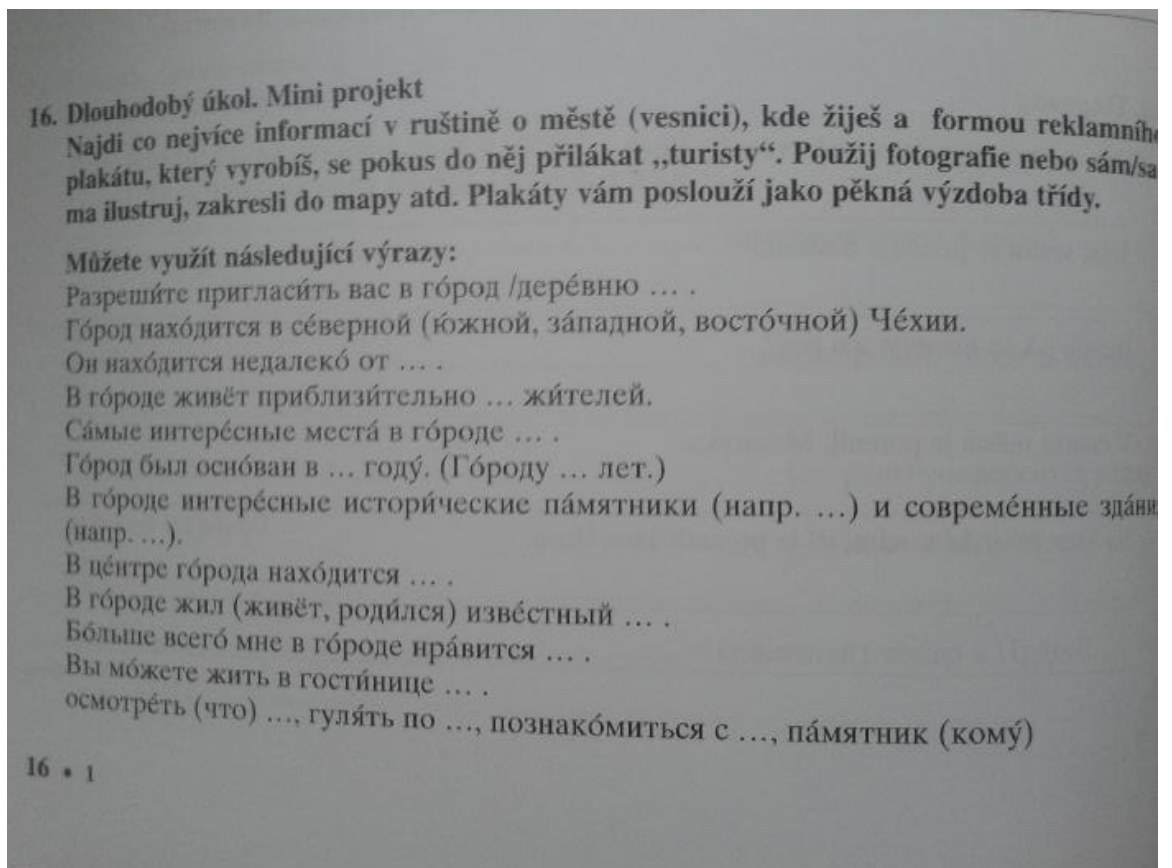 16. Dlouhodobý úkol. Mini projekt
Najdi co nejvíce informací v ruštině o městě (vesnici), kde žiješ a formou reklamního
plakátu, který vyrobíš, se pokus do něj přilákat „turisty“. Použij fotografie nebo sám/sa-
ma ilustruj, zakresli do mapy atd. Plakáty vám poslouží jako pěkná výzdoba třídy.
Můžete využít následující výrazy:
Разреши́те пригласи́ть вас в го́род /дере́вню ... .
Го́род нахо́дится в се́верной (ю́жной, за́падной, восто́чной) Че́хии.
Он нахо́дится недалеко́ от ... .
В го́роде живёт приблизи́тельно ... жи́телей.
Са́мые интере́сные места́ в го́роде ... .
Го́род был осно́ван в ... году́. (Го́роду ... лет.)
В го́роде интере́сные истори́ческие па́мятники (напр. ...) и совреме́нные зда́ния
(напр. ...).
В це́нтре го́рода нахо́дится ... .
В го́роде жил (живёт, роди́лся) изве́стный ... .
Бо́льше всего́ мне в го́роде нра́вится ... .
Вы мо́жете жить в гости́нице ... .
осмотре́ть (что) ..., гуля́ть по ..., познако́миться с ..., па́мятник (кому́)
16 • 1